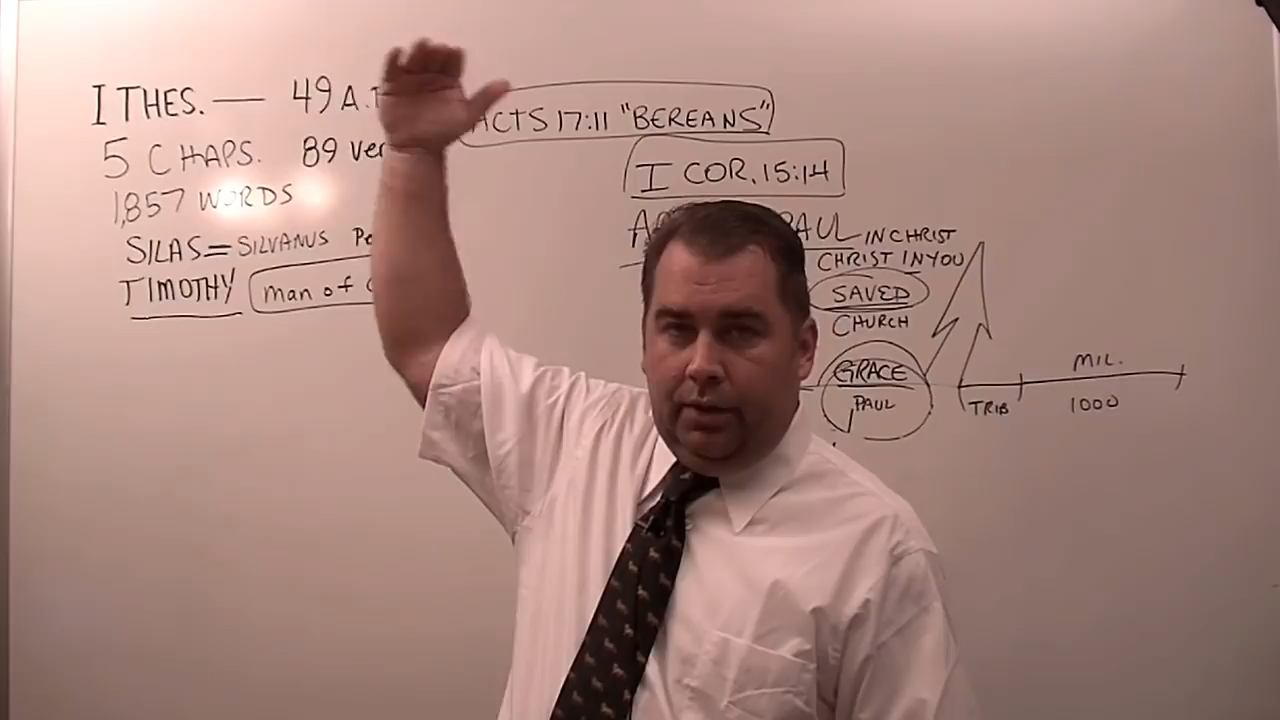 I THES. — 49 A.
5 CHAPS. 89
1,857 WORDS
SILAS = SILVANUS
TIMOTHY man of
ACTS 17:11 "BEREANS"
I COR. 15:14
PAUL IN CHRIST
CHRIST IN YOU
SAVED
CHURCH
GRACE
PAUL
TRIB
MIL.
1000